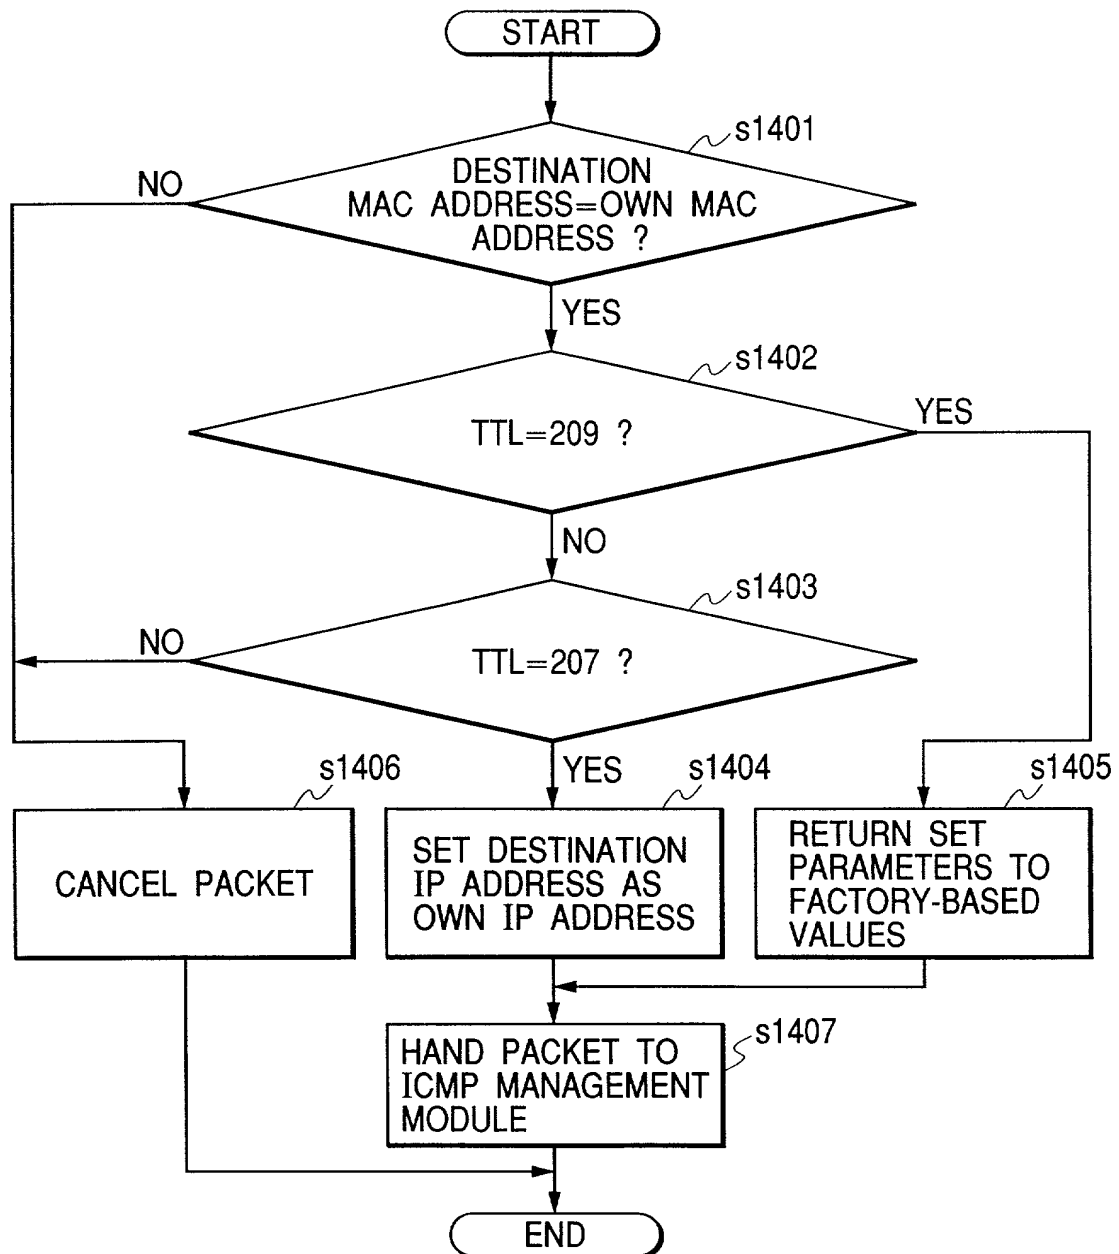 START
s1401
NO
DESTINATION
MAC ADDRESS=OWN MAC
ADDRESS ?
YES
s1402
TTL=209 ?
YES
NO
s1403
NO
TTL=207 ?
YES
s1406
s1404
s1405
CANCEL PACKET
SET DESTINATION
IP ADDRESS AS
OWN IP ADDRESS
RETURN SET
PARAMETERS TO
FACTORY-BASED
VALUES
s1407
HAND PACKET TO
ICMP MANAGEMENT
MODULE
END